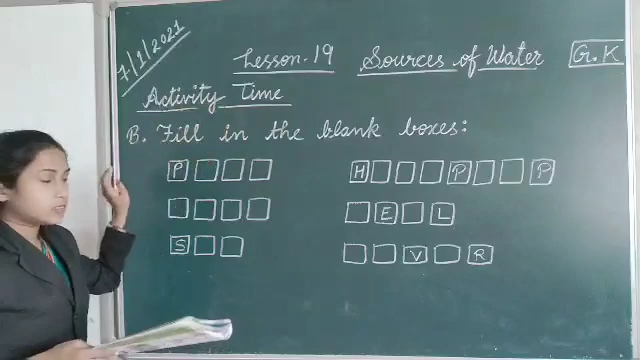 7/1/2021
Lesson-19 Sources of Water G.K
Activity Time
B. Fill in the blank boxes:
P H P P
E L
S V R